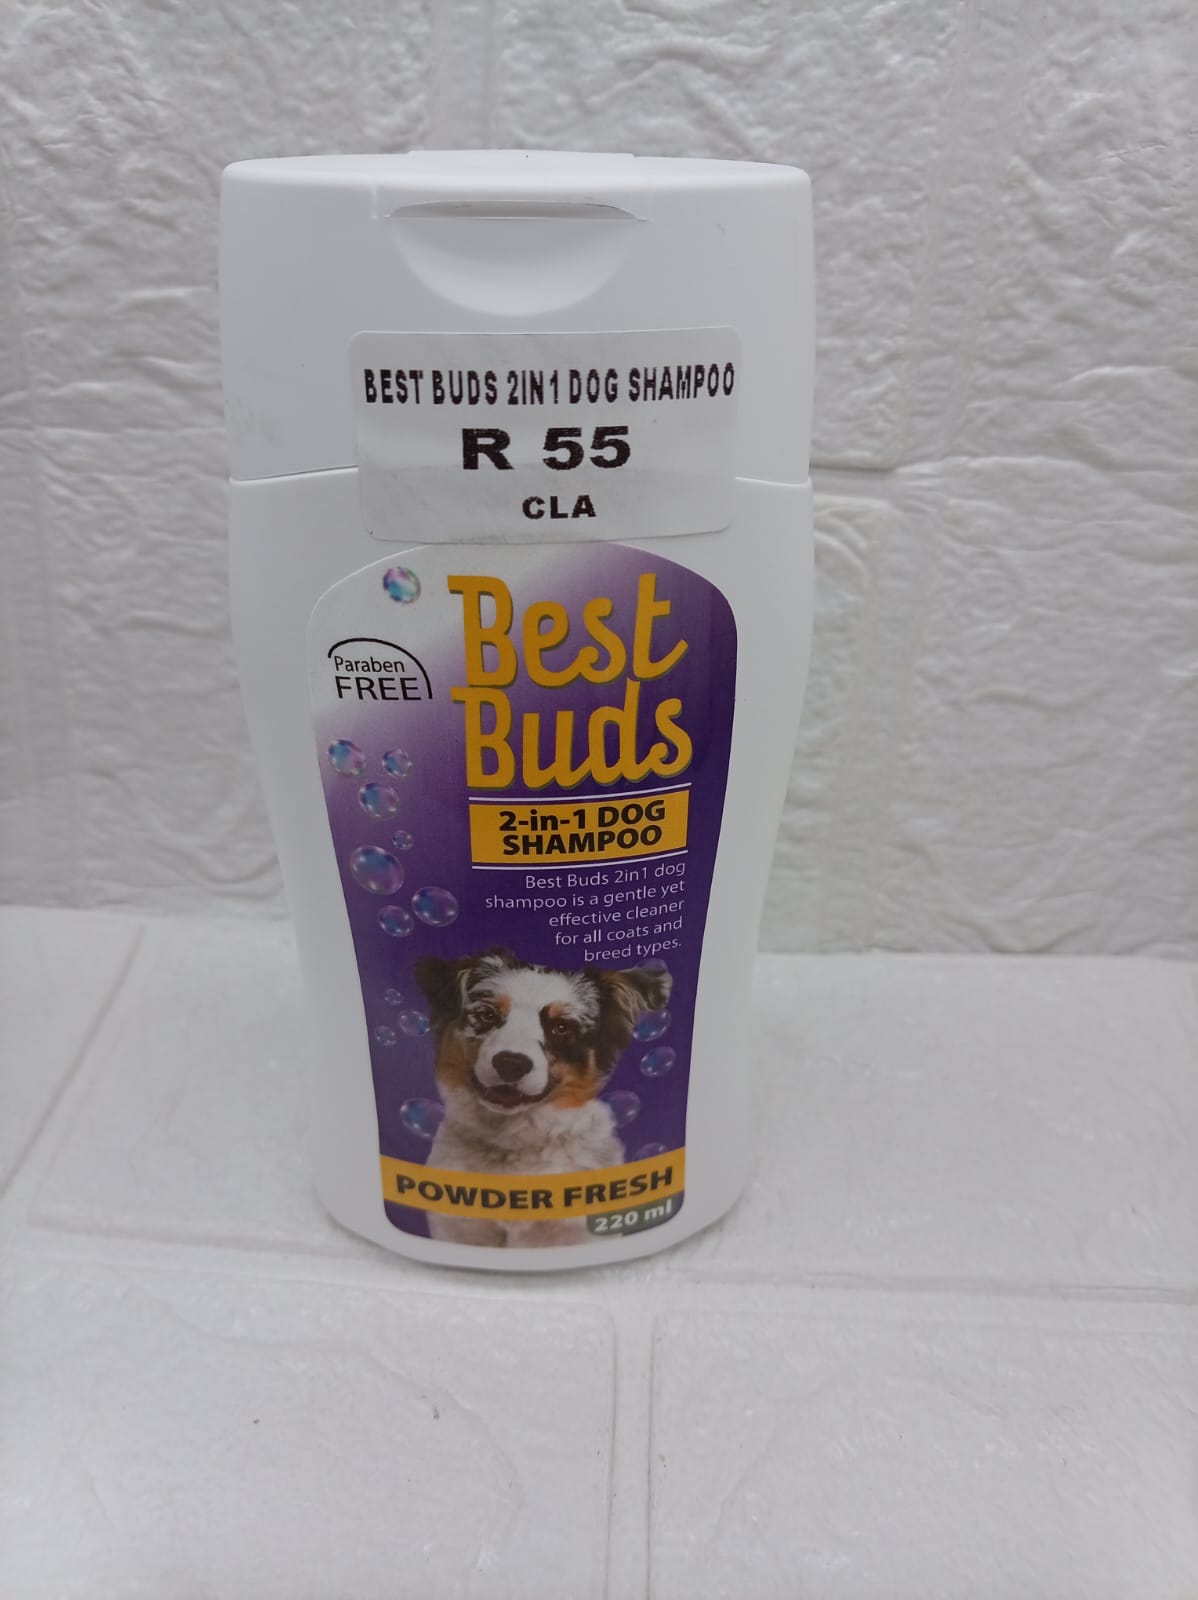 BEST BUDS 2IN1 DOG SHAMPOO
R 55
CLA
Paraben
FREE
Best
Buds
2-in-1 DOG
SHAMPOO
Best Buds 2in1 dog
shampoo is a gentle yet
effective cleaner
for all coats and
breed types.
POWDER FRESH
220 ml